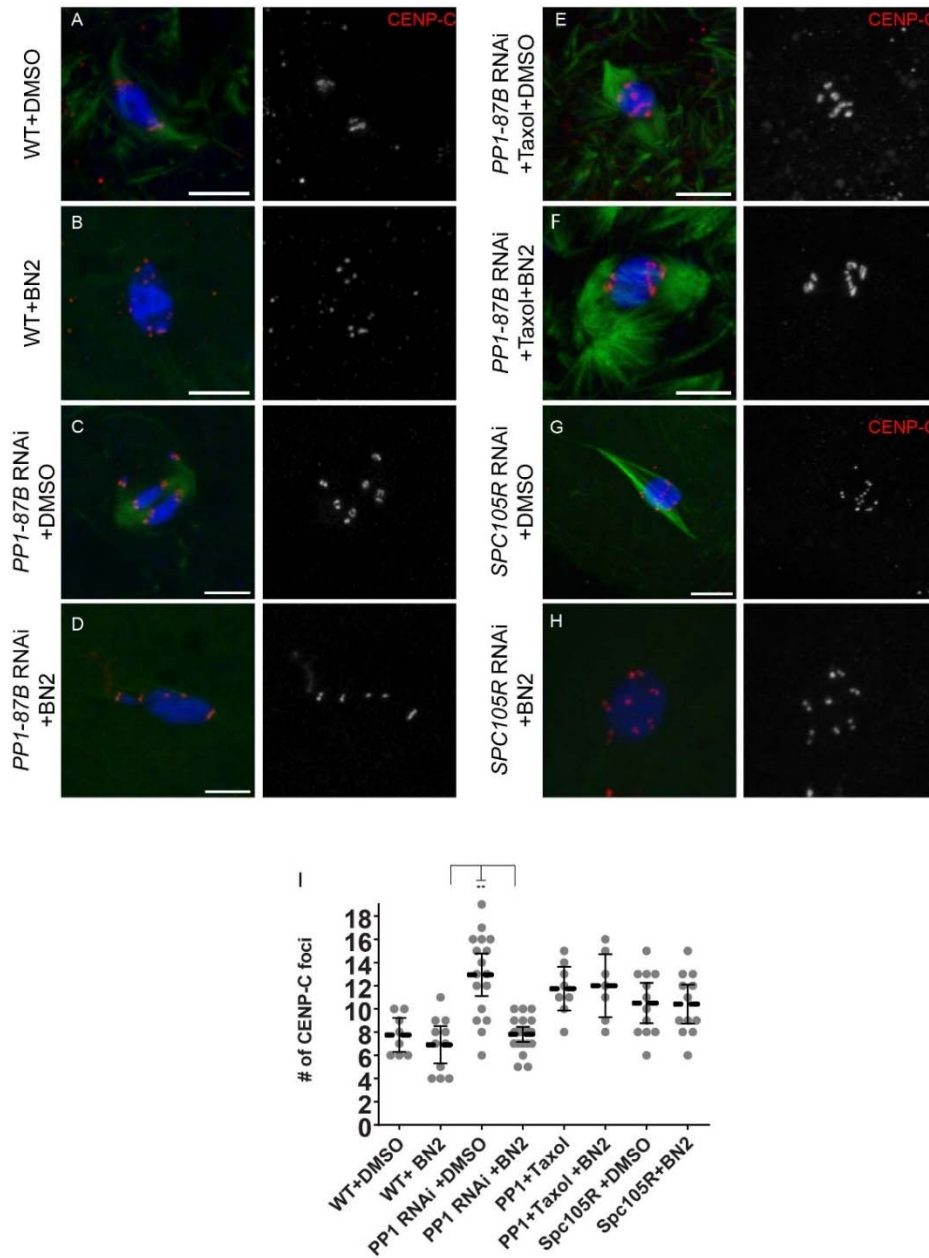 A
CENP-C
WT+DMSO
B
WT+BN2
C
PP1-87B RNAi
+DMSO
D
PP1-87B RNAi
+BN2
E
PP1-87B RNAi
+Taxol+DMSO
F
PP1-87B RNAi
+Taxol+BN2
G
CENP-C
SPC105R RNAi
+DMSO
H
SPC105R RNAi
+BN2
I
# of CENP-C foci
18
16
14
12
10
8
6
4
2
0
**
WT+DMSO
WT+ BN2
PP1 RNAi +DMSO
PP1 RNAi +BN2
PP1+Taxol
PP1+Taxol +BN2
Spc105R +DMSO
Spc105R+BN2